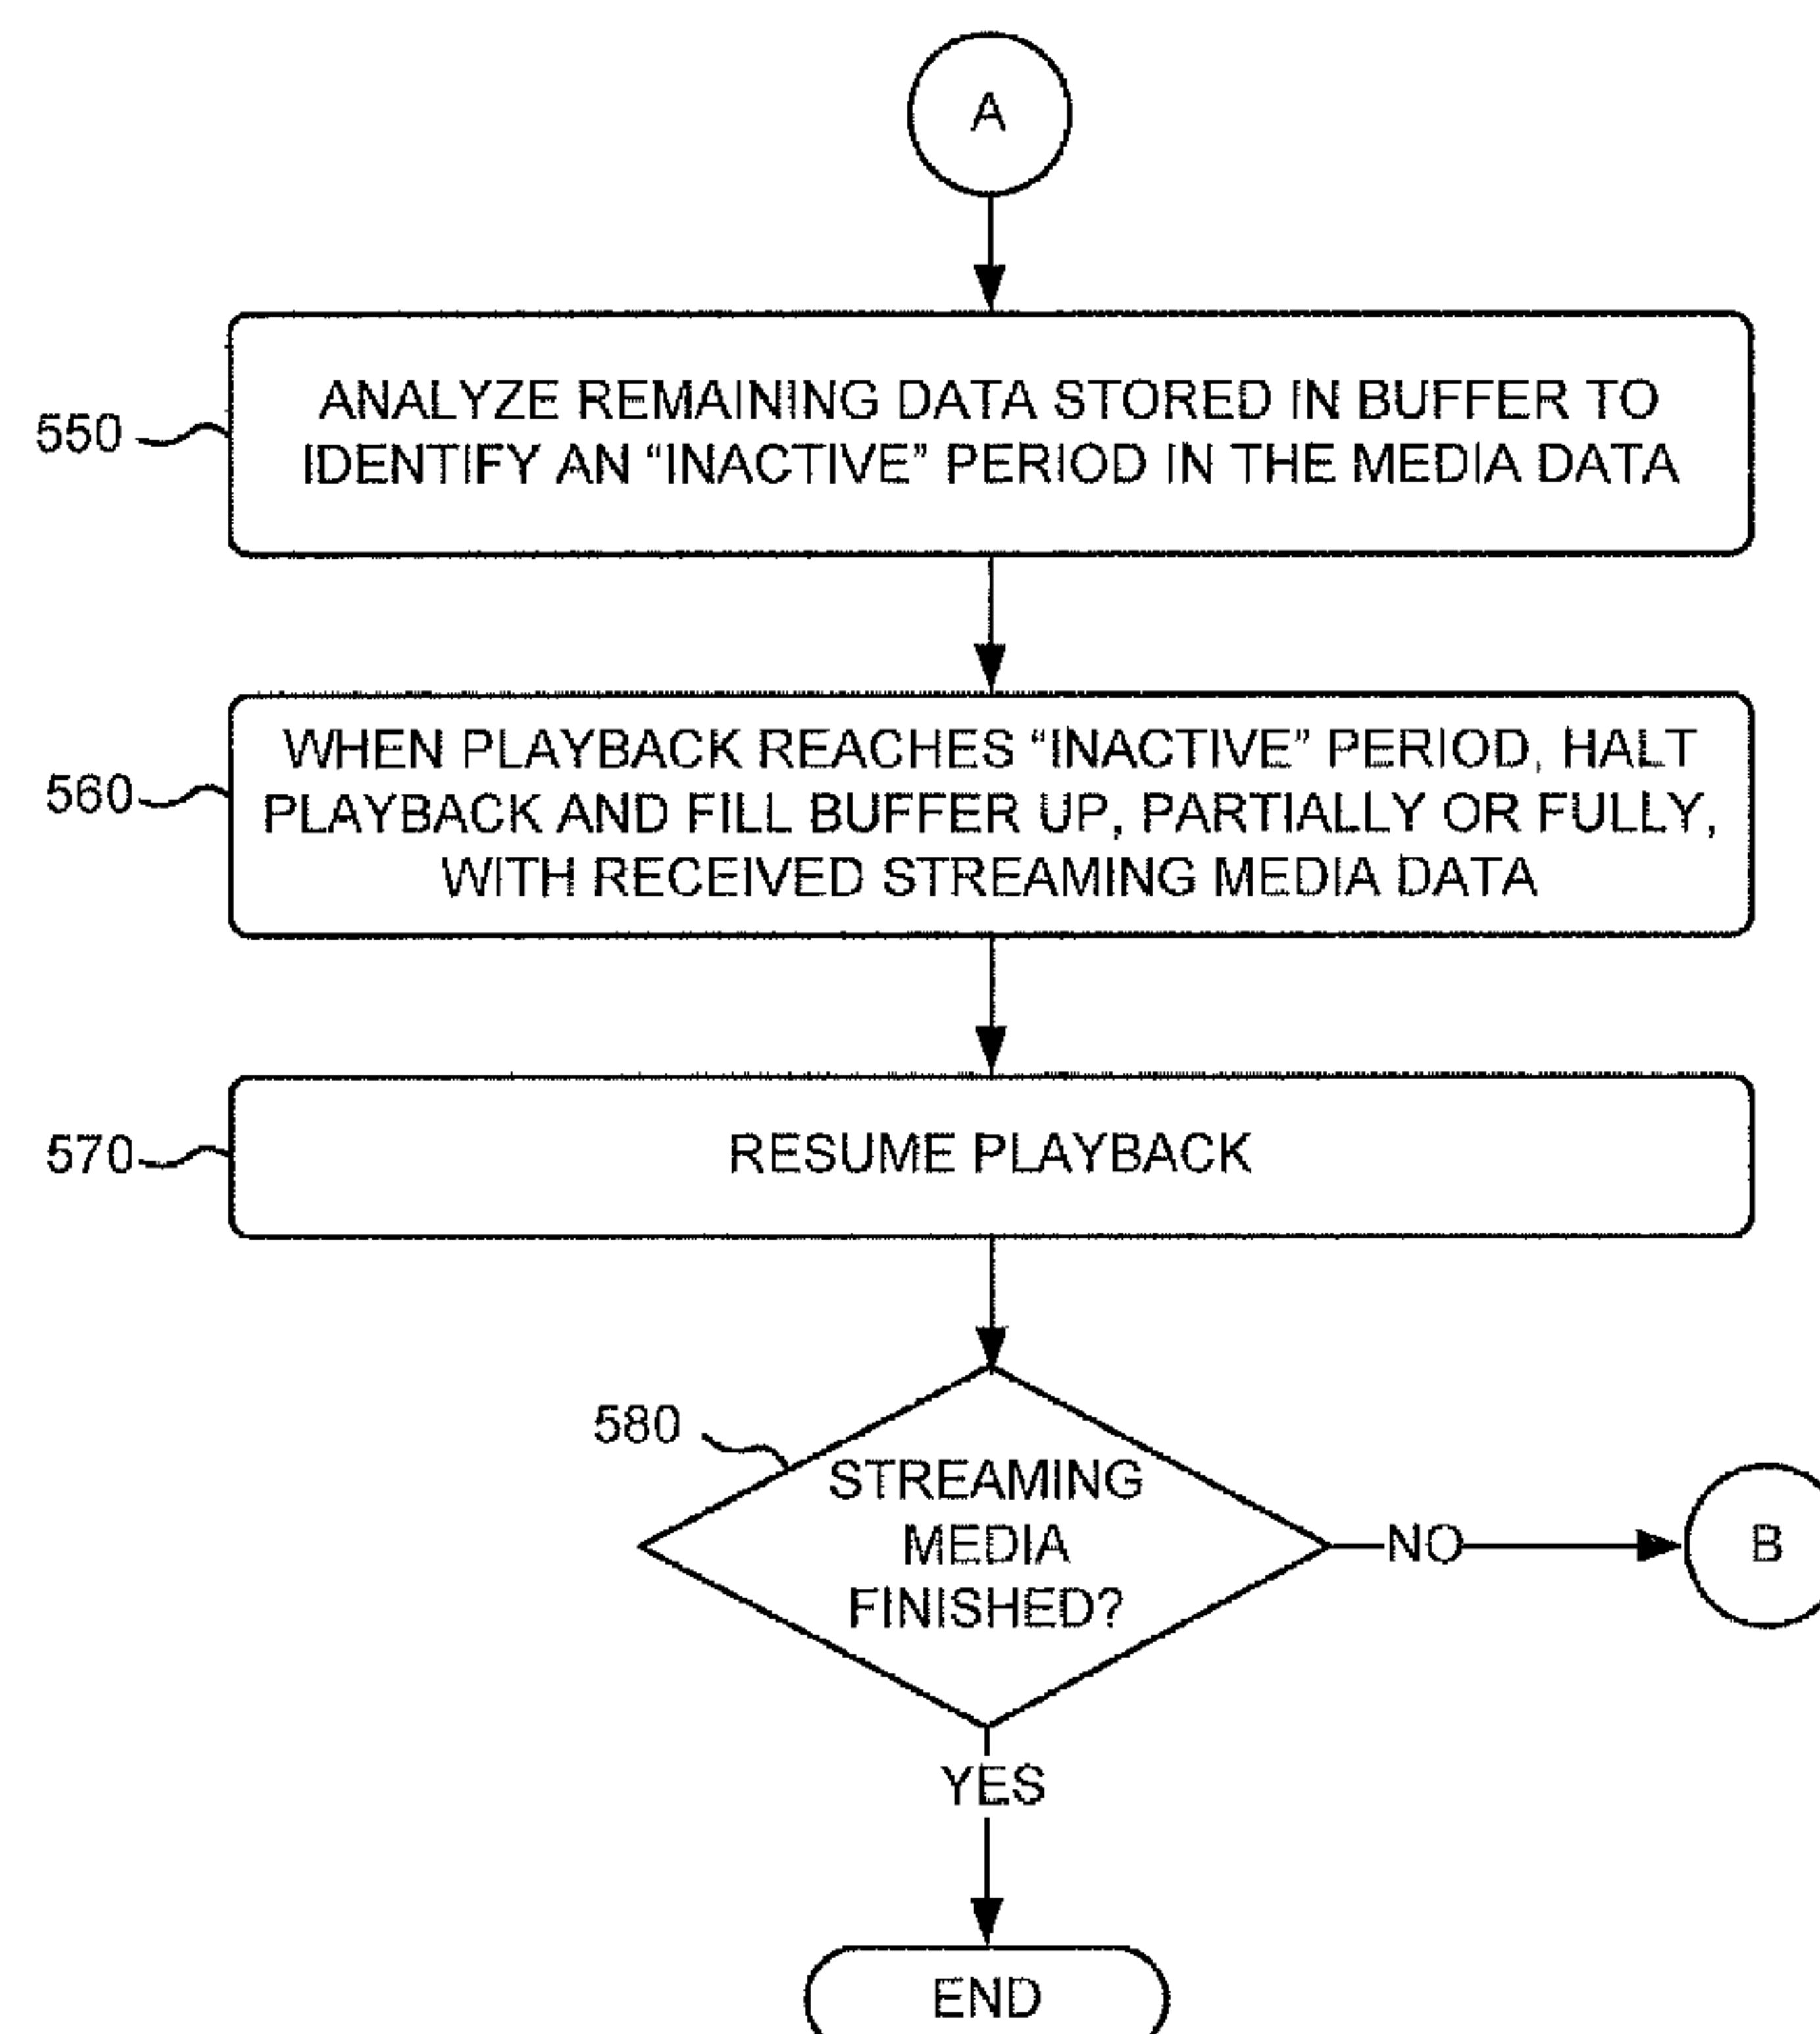 A
550
ANALYZE REMAINING DATA STORED IN BUFFER TO
IDENTIFY AN “INACTIVE” PERIOD IN THE MEDIA DATA
560
WHEN PLAYBACK REACHES “INACTIVE” PERIOD, HALT
PLAYBACK AND FILL BUFFER UP, PARTIALLY OR FULLY,
WITH RECEIVED STREAMING MEDIA DATA
570
RESUME PLAYBACK
580
STREAMING
MEDIA
FINISHED?
NO
B
YES
END